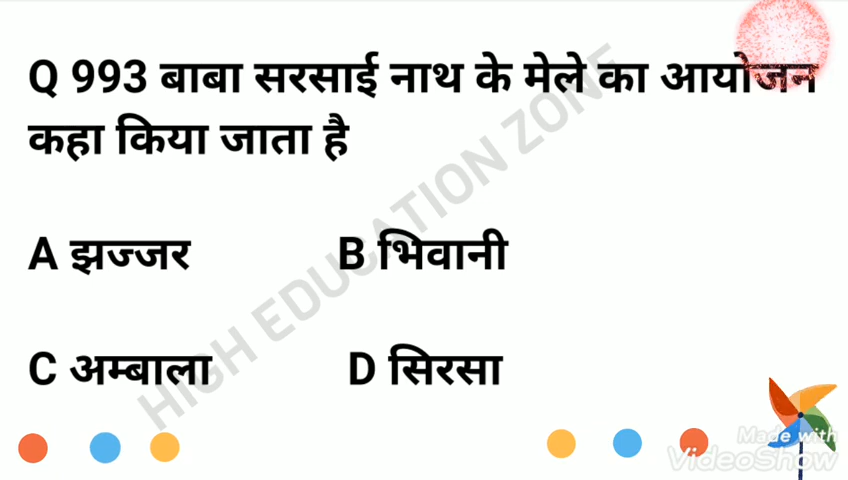 Q 993 बाबा सरसाई नाथ के मेले का आयोजन
कहा किया जाता है
A झज्जर B भिवानी
C अम्बाला D सिरसा
HIGH EDUCATION ZONE
Made with
VideoShow